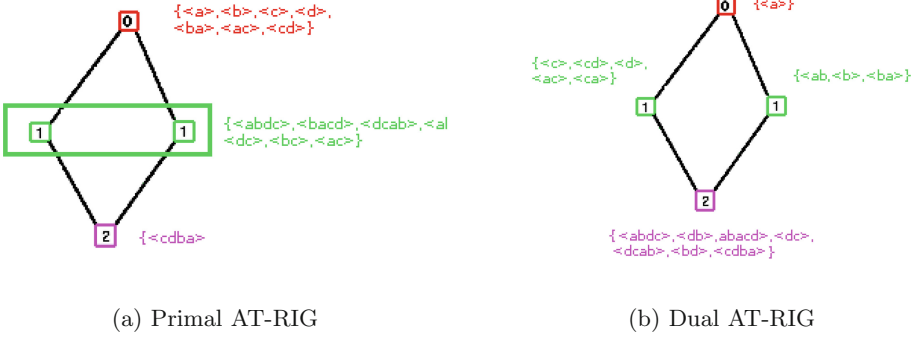 0
{<a>,<b>,<c>,<d>,
<ba>,<ac>,<cd>}
1
1
{<abdc>,<bacd>,<dcab>,<al
<dc>,<bc>,<ac>}
2
{<cdba>
(a) Primal AT-RIG
0
{<a>}
{<c>,<cd>,<d>,
<ac>,<ca>}
{<ab,<b>,<ba>}
1
1
2
{<abdc>,<db>,abacd>,<dc>,
<dcab>,<bd>,<cdba>}
(b) Dual AT-RIG